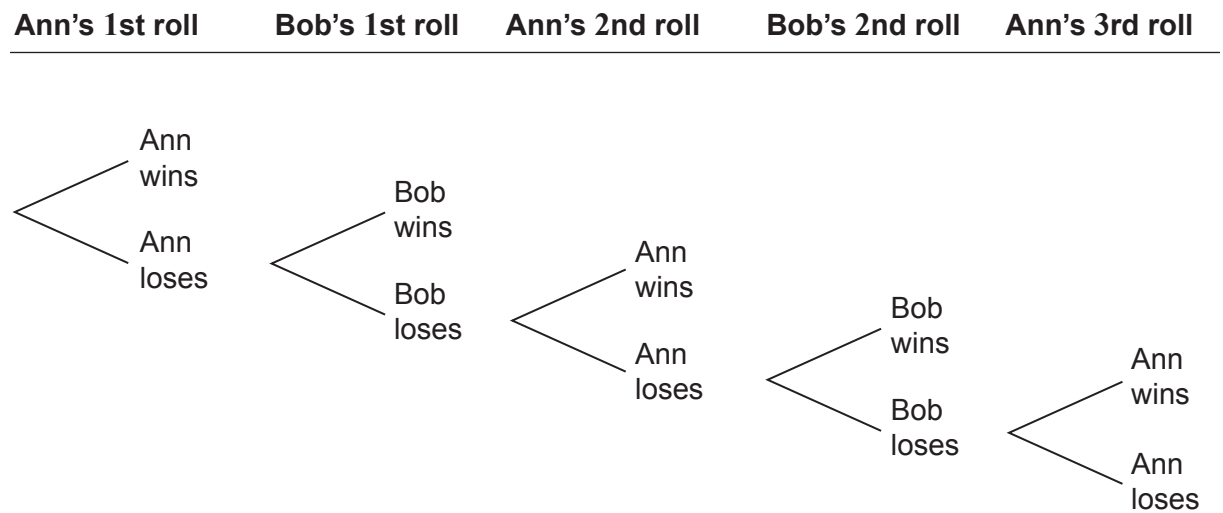 Ann’s 1st roll Bob’s 1st roll Ann’s 2nd roll Bob’s 2nd roll Ann’s 3rd roll
Ann
wins
Ann
loses
Bob
wins
Bob
loses
Ann
wins
Ann
loses
Bob
wins
Bob
loses
Ann
wins
Ann
loses